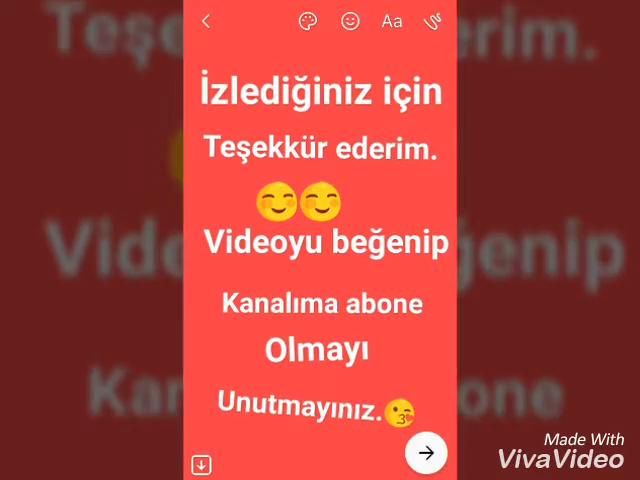 Aa
İzlediğiniz için
Teşekkür ederim.
Videoyu beğenip
Kanalıma abone
Olmayı
Unutmayınız.
Made With
VivaVideo